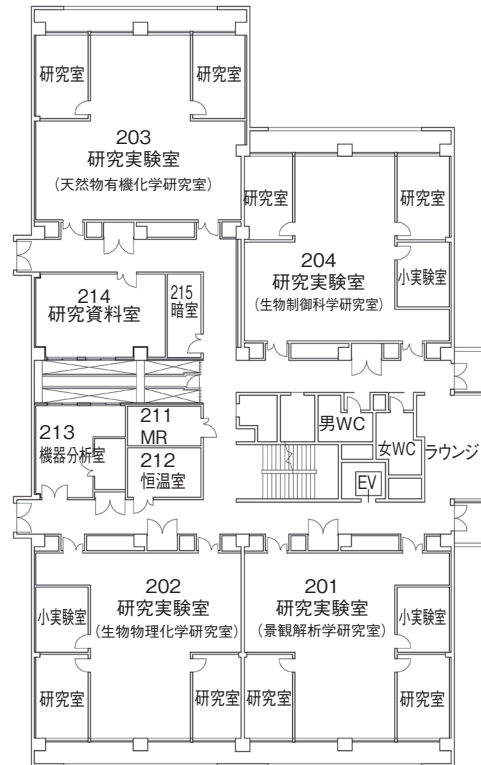 研究室
研究室
203
研究実験室
（天然物有機化学研究室）
研究室
研究室
204
研究実験室
（生物制御科学研究室）
小実験室
214
研究資料室
215
暗室
211
MR
213
機器分析室
212
恒温室
男WC
女WC
ラウンジ
EV
202
研究実験室
（生物物理化学研究室）
小実験室
研究室
研究室
201
研究実験室
（景観解析学研究室）
小実験室
研究室
研究室